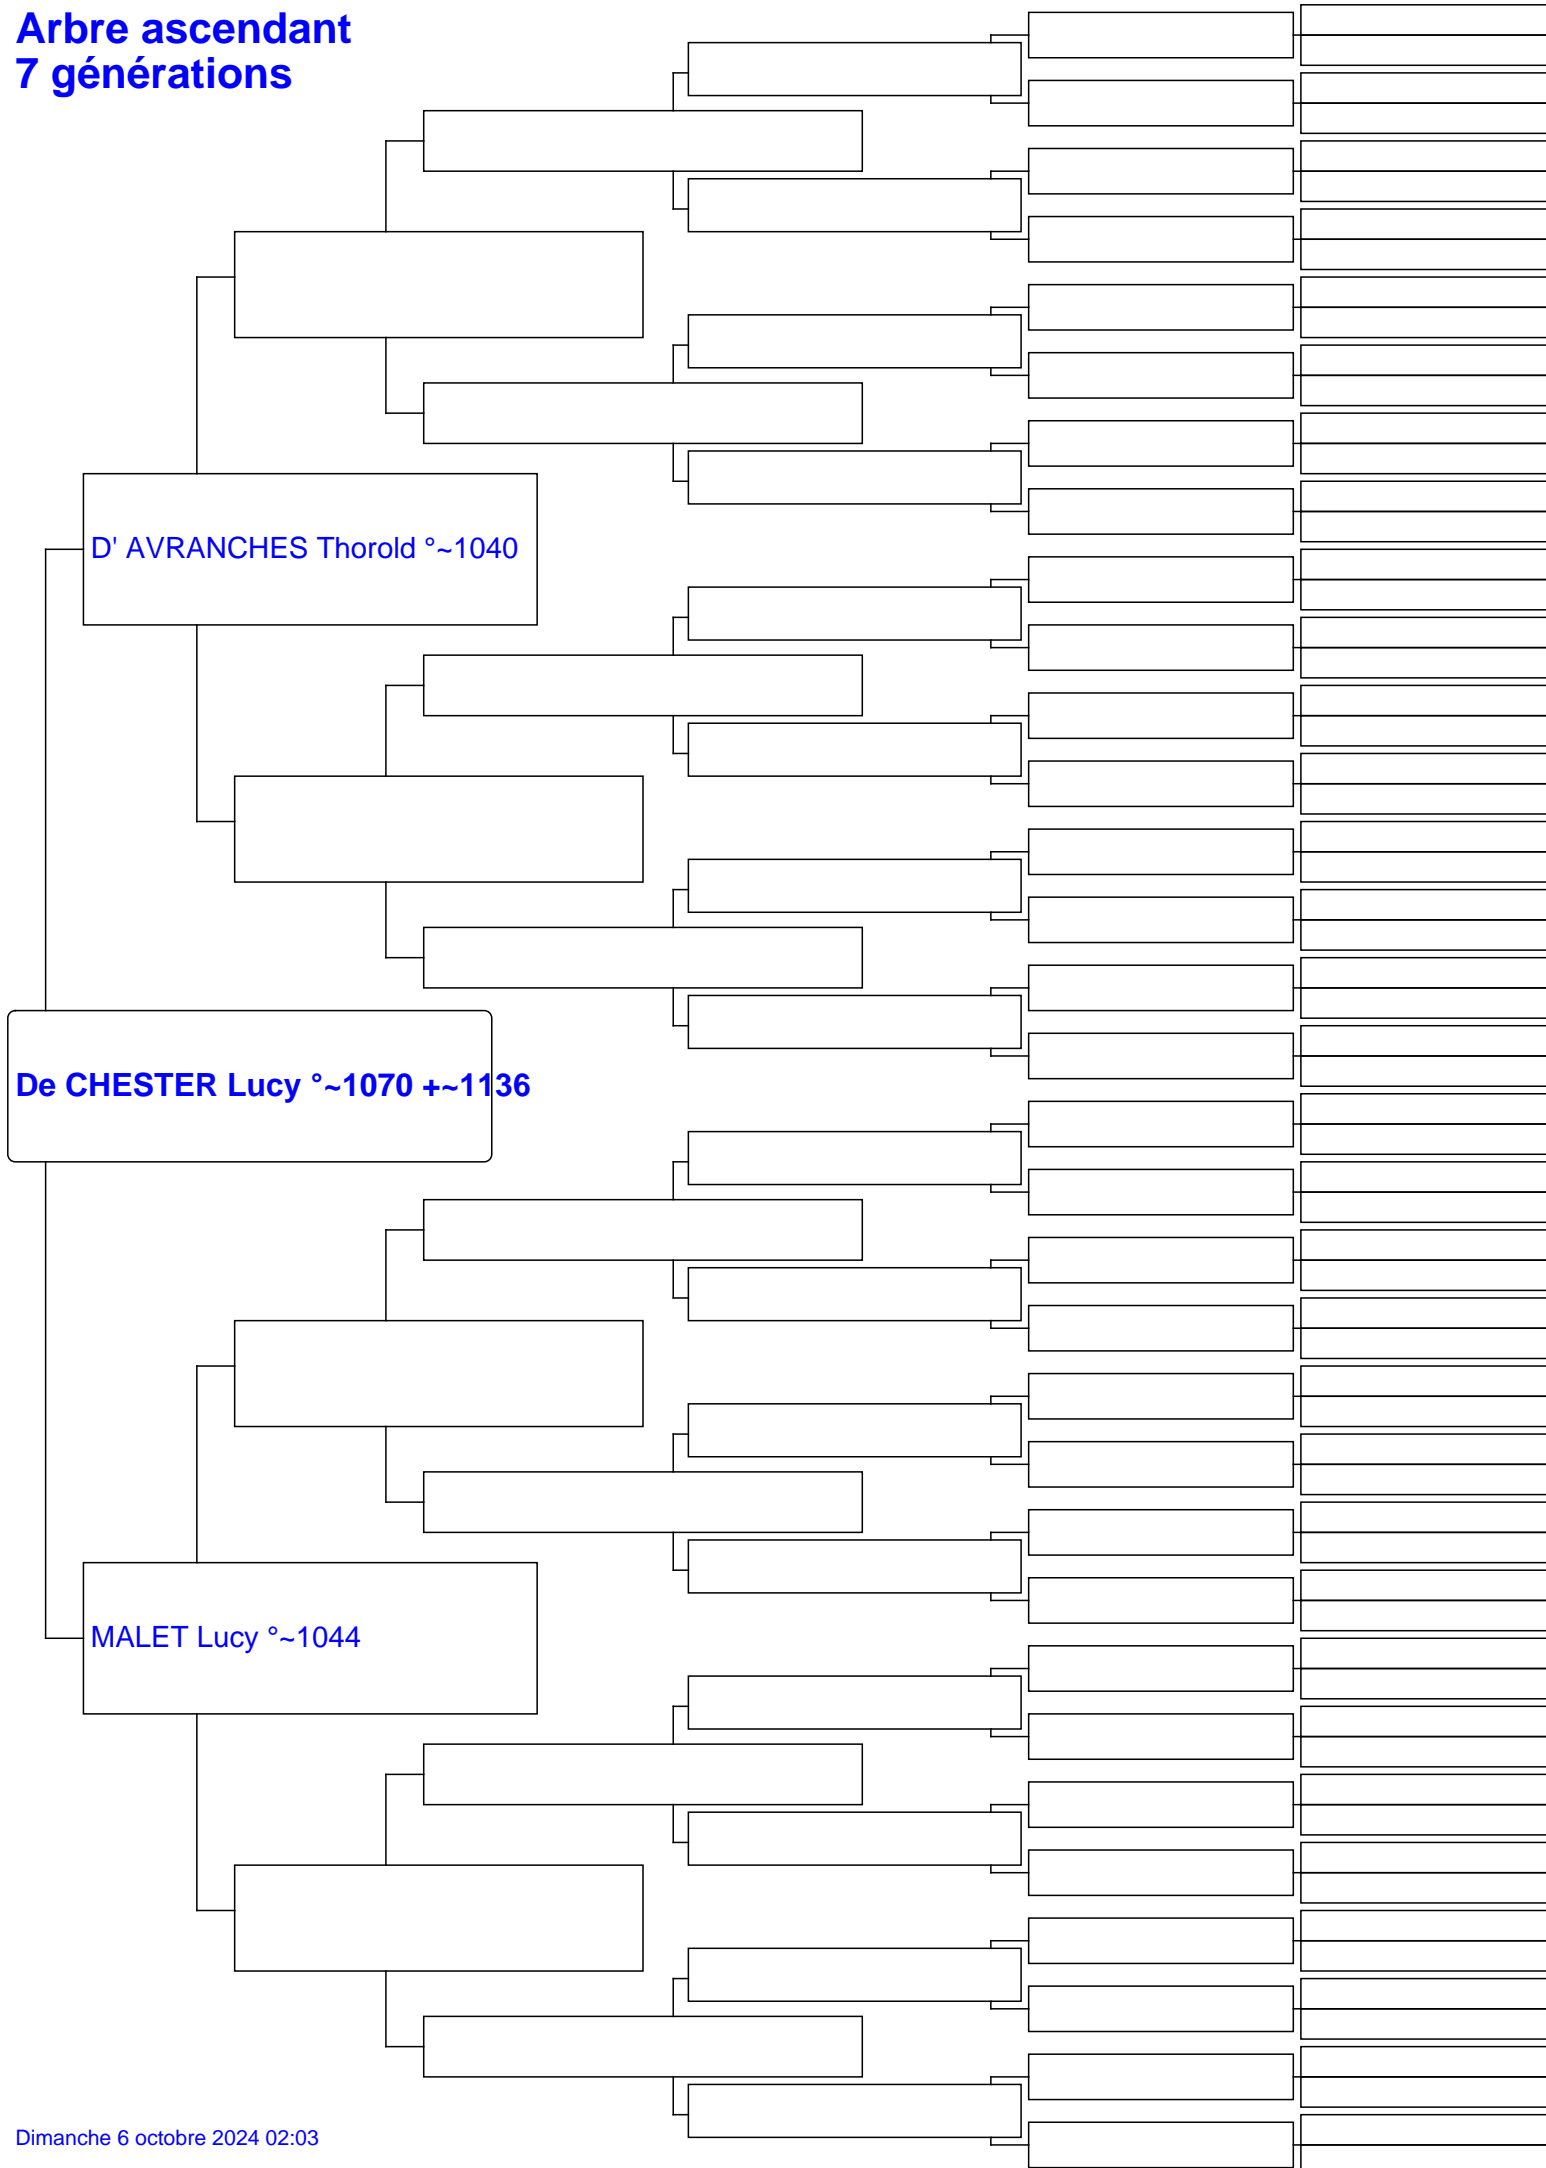 Arbre ascendant
7 générations
D' AVRANCHES Thorold °~1040
De CHESTER Lucy °~1070 +~1136
MALET Lucy °~1044
Dimanche 6 octobre 2024 02:03